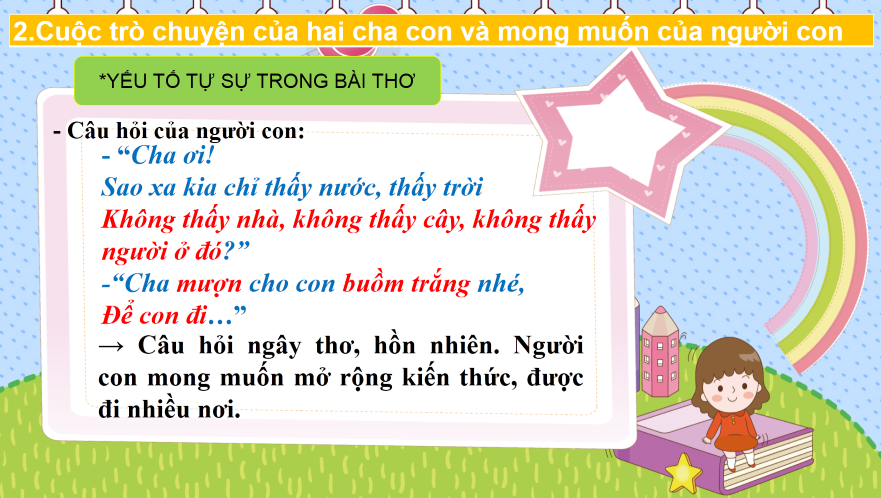 2.Cuộc trò chuyện của hai cha con và mong muốn của người con
*YẾU TỐ TỰ SỰ TRONG BÀI THƠ
- Câu hỏi của người con:
- “Cha ơi!
Sao xa kia chỉ thấy nước, thấy trời
Không thấy nhà, không thấy cây, không thấy
người ở đó?”
-“Cha mượn cho con buồm trắng nhé,
Để con đi…”
→ Câu hỏi ngây thơ, hồn nhiên. Người
con mong muốn mở rộng kiến thức, được
đi nhiều nơi.